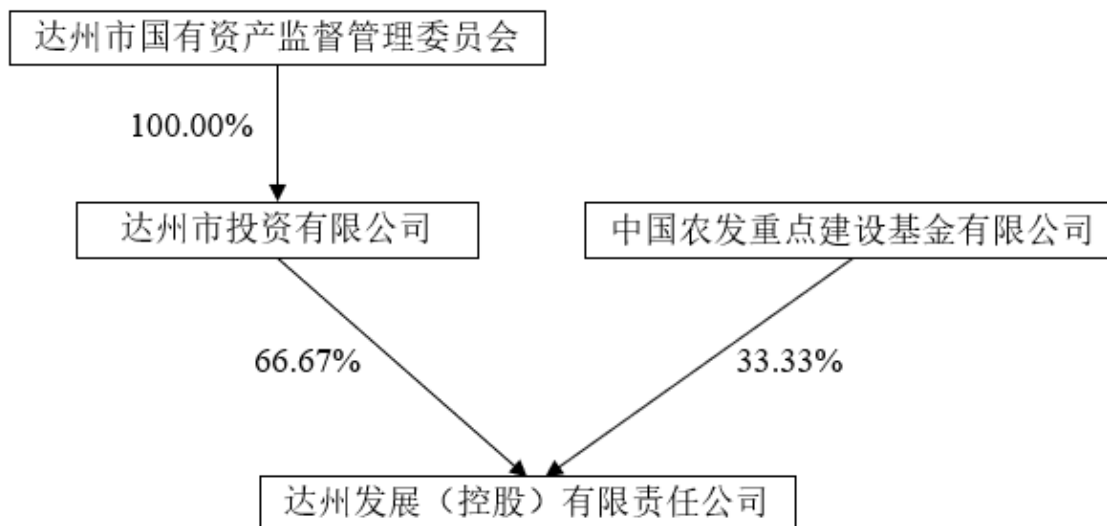 达州市国有资产监督管理委员会
100.00%
达州市投资有限公司
中国农发重点建设基金有限公司
66.67%
33.33%
达州发展（控股）有限责任公司